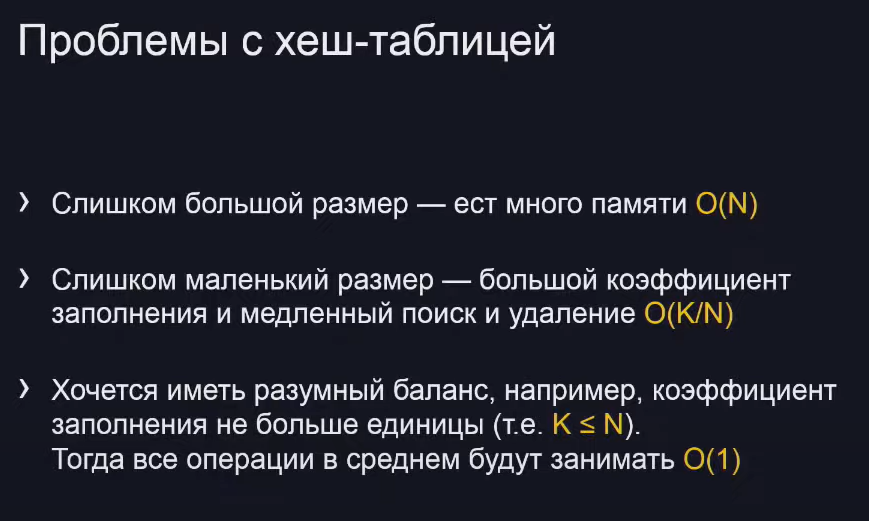 Проблемы с хеш-таблицей
› Слишком большой размер — ест много памяти O(N)
› Слишком маленький размер — большой коэффициент
заполнения и медленный поиск и удаление O(K/N)
› Хочется иметь разумный баланс, например, коэффициент
заполнения не больше единицы (т.е. K ≤ N).
Тогда все операции в среднем будут занимать O(1)